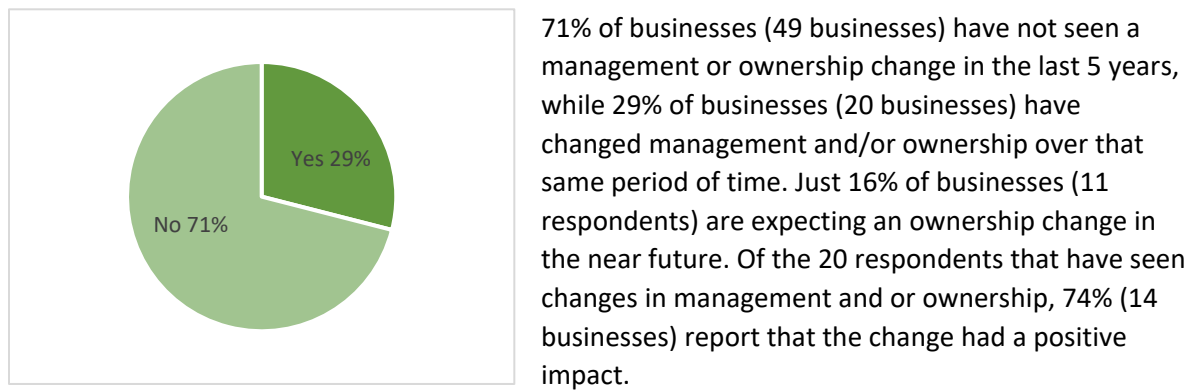 Yes 29%
No 71%
71% of businesses (49 businesses) have not seen a
management or ownership change in the last 5 years,
while 29% of businesses (20 businesses) have
changed management and/or ownership over that
same period of time. Just 16% of businesses (11
respondents) are expecting an ownership change in
the near future. Of the 20 respondents that have seen
changes in management and or ownership, 74% (14
businesses) report that the change had a positive
impact.